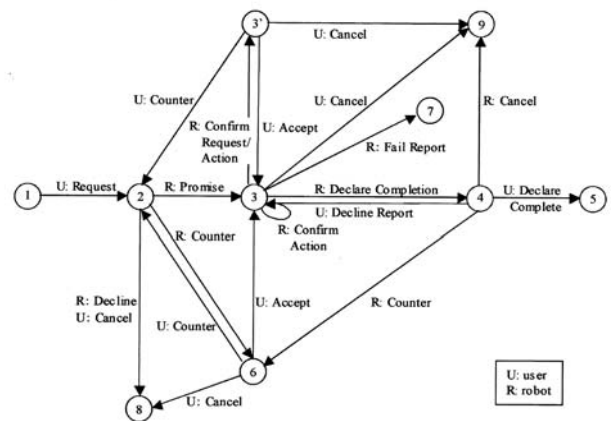 3'
9
U: Cancel
U: Counter
U: Cancel
7
R: Cancel
R: Confirm
Request/
Action
U: Accept
R: Fail Report
1
U: Request
2
R: Promise
3
R: Declare Completion
4
U: Declare
Complete
5
U: Decline Report
R: Counter
R: Confirm
Action
R: Decline
U: Cancel
U: Counter
U: Accept
R: Counter
6
U: Cancel
8
U: user
R: robot